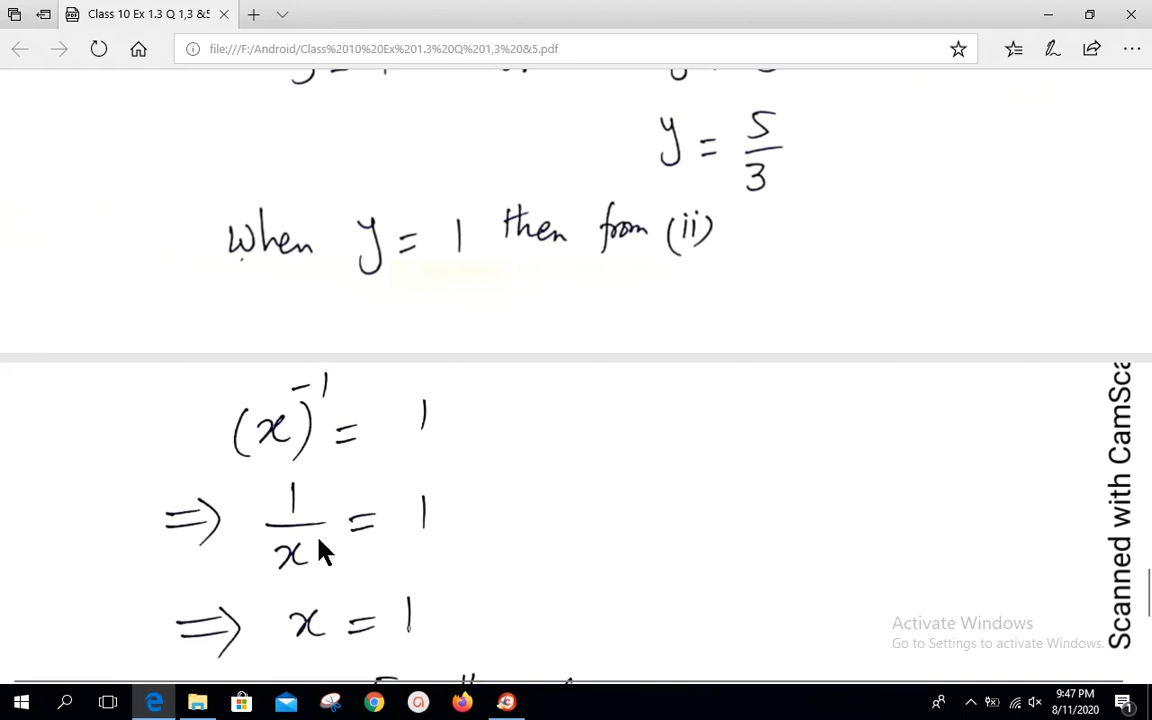 Class 10 Ex 1.3 Q 1,3 &5
file:///F:/Android/Class%2010%20Ex%201.3%20Q%201,3%20&5.pdf
y = 5/3
When y = 1 then from (ii)
(x)⁻¹ = 1
⇒ 1/x = 1
⇒ x = 1
Scanned with CamSca
Activate Windows
Go to Settings to activate Windows.
9:47 PM
8/11/2020